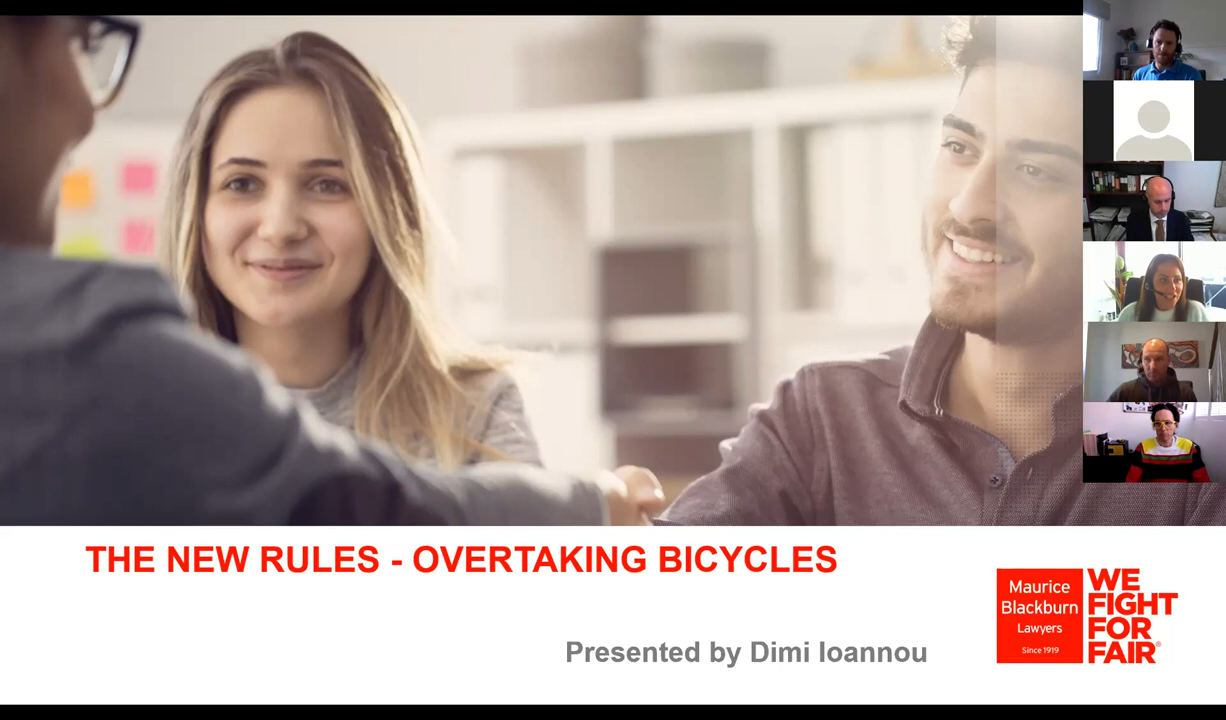 THE NEW RULES - OVERTAKING BICYCLES
Presented by Dimi Ioannou
Maurice
Blackburn
Lawyers
Since 1919
WE
FIGHT
FOR
FAIR®